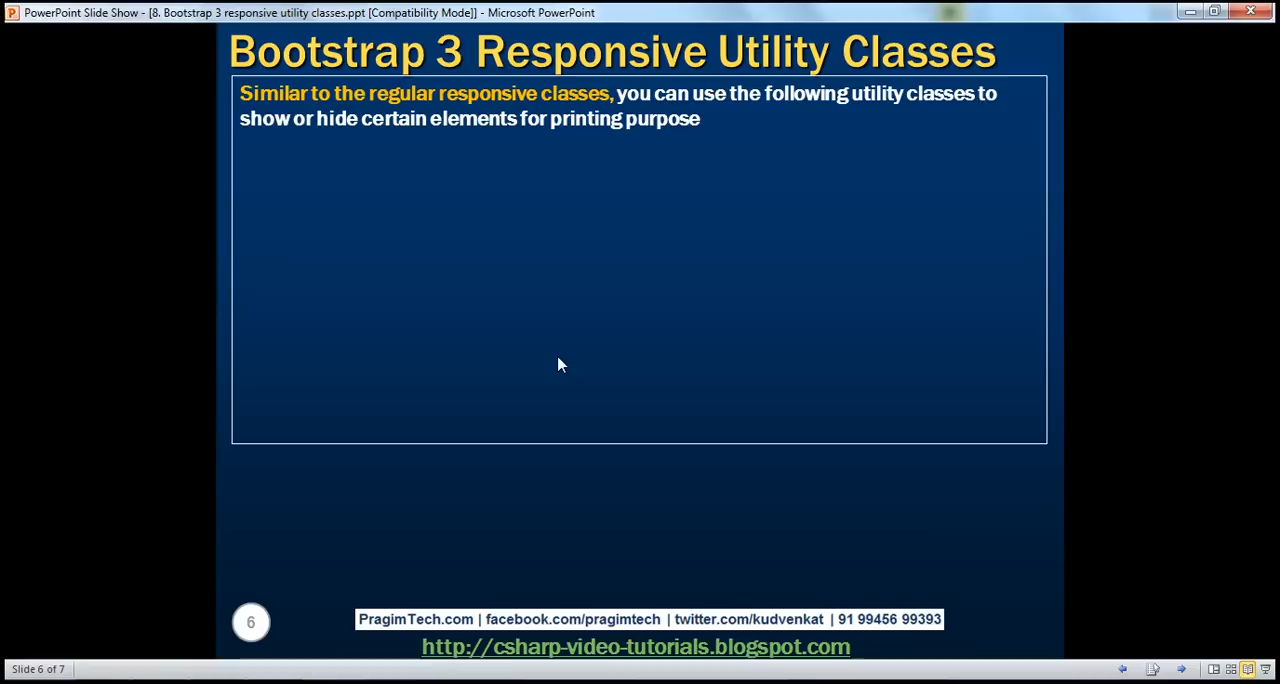 PowerPoint Slide Show - [8. Bootstrap 3 responsive utility classes.ppt [Compatibility Mode]] - Microsoft PowerPoint
Bootstrap 3 Responsive Utility Classes
Similar to the regular responsive classes, you can use the following utility classes to
show or hide certain elements for printing purpose
6
PragimTech.com | facebook.com/pragimtech | twitter.com/kudvenkat | 91 99456 99393
http://csharp-video-tutorials.blogspot.com
Slide 6 of 7